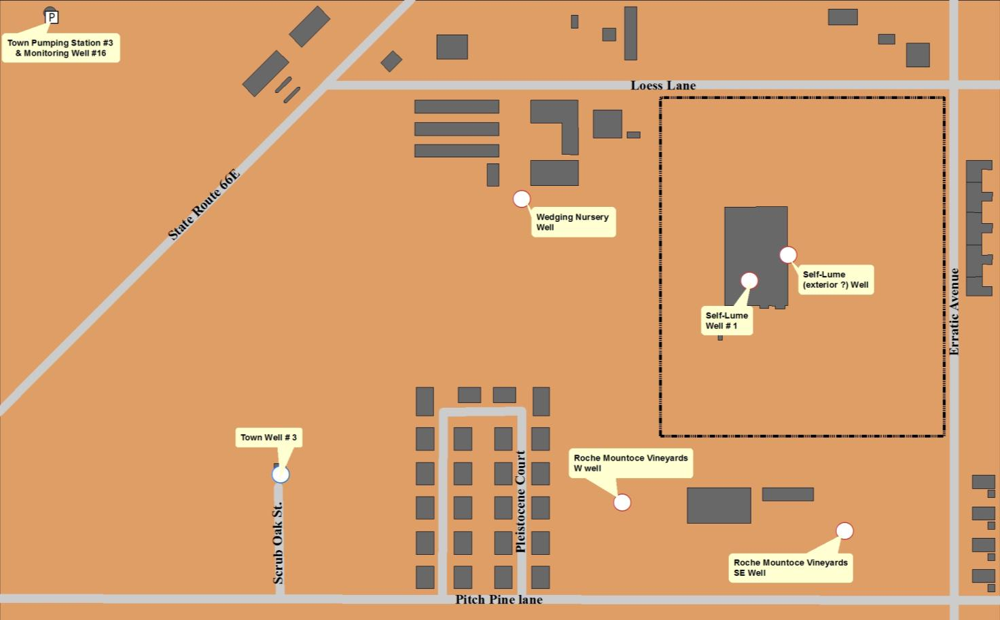 P
Town Pumping Station #3
& Monitoring Well #16
Loess Lane
State Route 66E
Wedging Nursery
Well
Self-Lume
(exterior ?) Well
Self-Lume
Well # 1
Erratic Avenue
Town Well # 3
Roche Mountoce Vineyards
W well
Pleistocene Court
Scrub Oak St.
Roche Mountoce Vineyards
SE Well
Pitch Pine lane